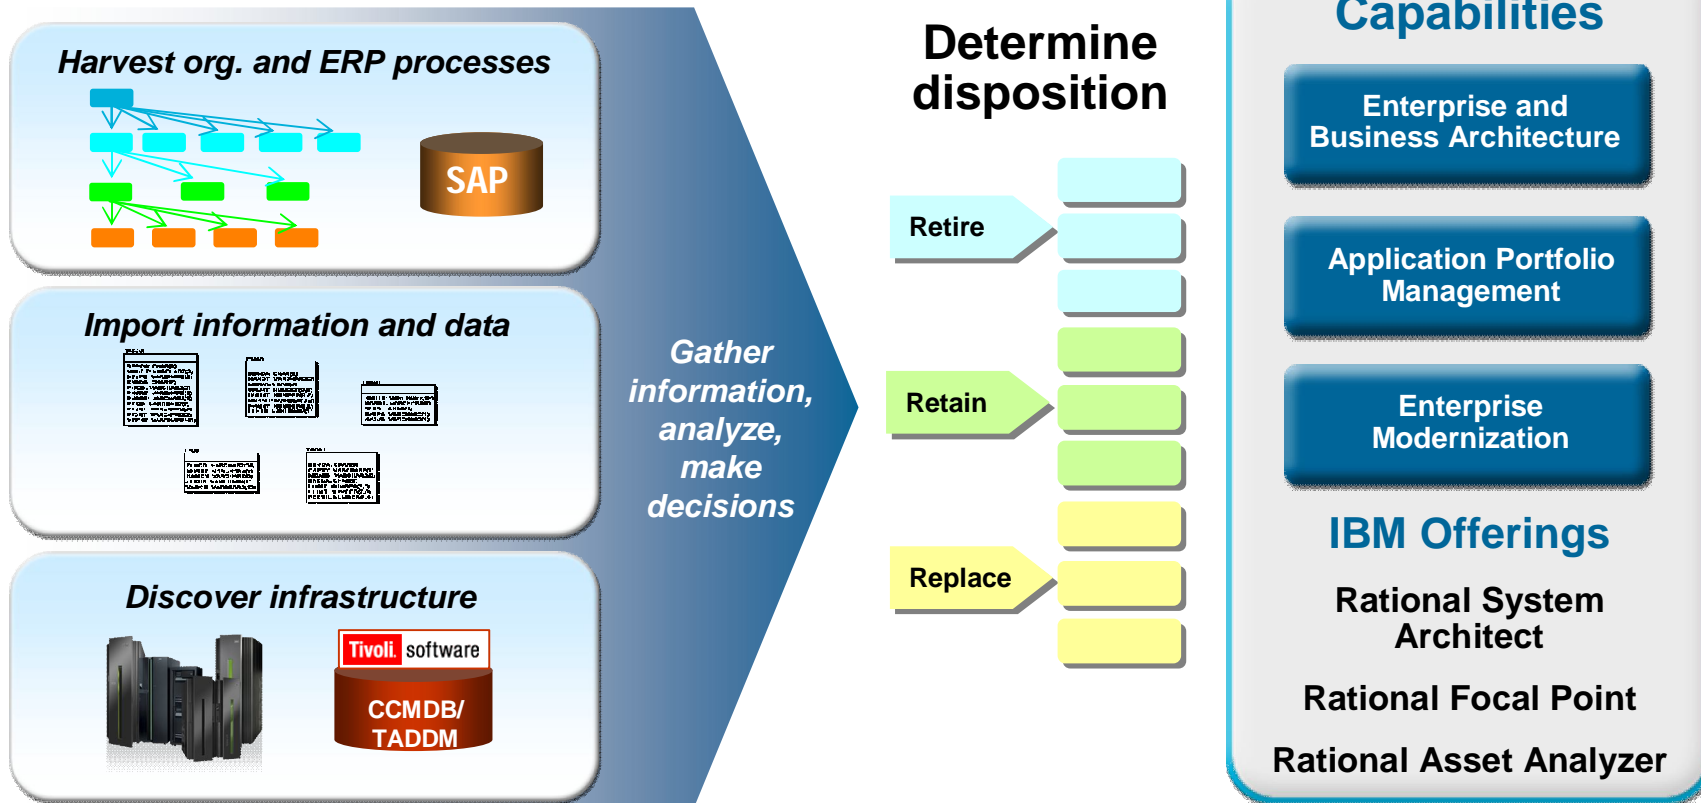 Harvest org. and ERP processes
SAP
Import information and data
Discover infrastructure
Tivoli. software
CCMDB/
TADDM
Gather
information,
analyze,
make
decisions
Determine
disposition
Retire
Retain
Replace
Capabilities
Enterprise and
Business Architecture
Application Portfolio
Management
Enterprise
Modernization
IBM Offerings
Rational System
Architect
Rational Focal Point
Rational Asset Analyzer